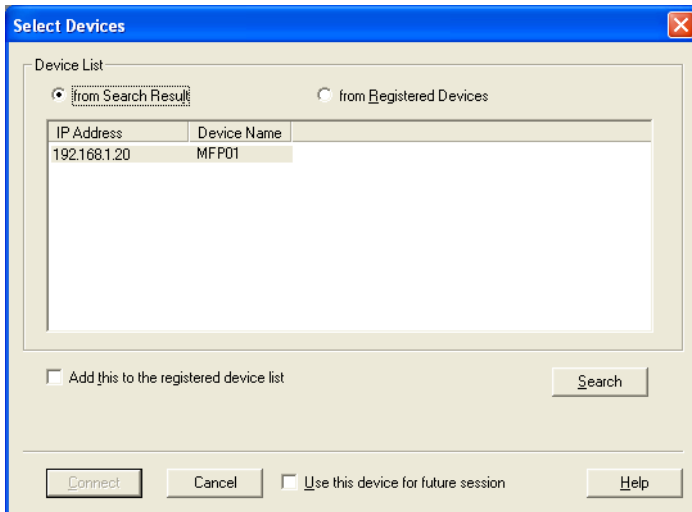 Select Devices
Device List
from Search Result
from Registered Devices
IP Address Device Name
192.168.1.20 MFP01
Add this to the registered device list
Search
Connect Cancel Use this device for future session Help